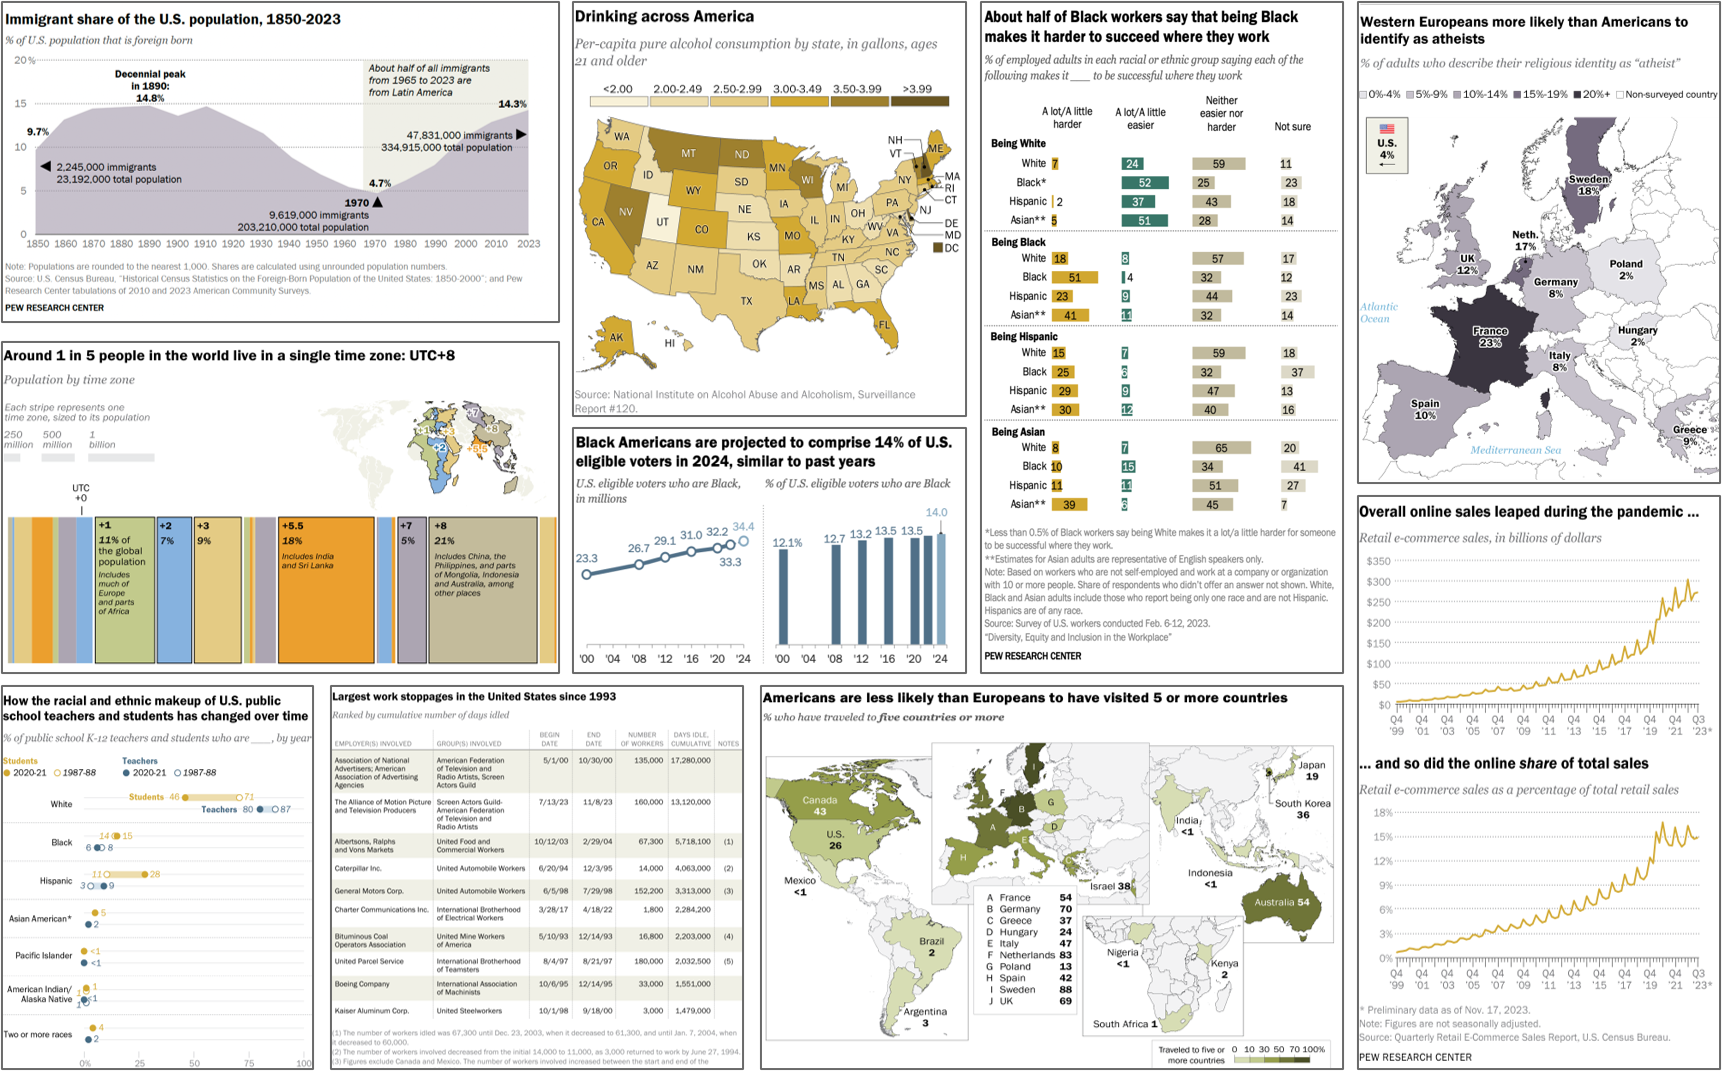 Immigrant share of the U.S. population, 1850-2023
% of U.S. population that is foreign born
20%
15
10
5
0
Decennial peak
in 1890:
14.8%
About half of all immigrants
from 1965 to 2023 are
from Latin America
14.3%
9.7%
47,831,000 immigrants
334,915,000 total population
2,245,000 immigrants
23,192,000 total population
4.7%
1970
9,619,000 immigrants
203,210,000 total population
1850 1860 1870 1880 1890 1900 1910 1920 1930 1940 1950 1960 1970 1980 1990 2000 2010 2023
Note: Populations are rounded to the nearest 1,000. Shares are calculated using unrounded population numbers.
Source: U.S. Census Bureau, "Historical Census Statistics on the Foreign-Born Population of the United States: 1850-2000"; and Pew
Research Center tabulations of 2010 and 2023 American Community Surveys.
PEW RESEARCH CENTER
Around 1 in 5 people in the world live in a single time zone: UTC+8
Population by time zone
Each stripe represents one
time zone, sized to its population
250 million
500 million
1 billion
+1
+2
+3
+5.5
+7
+8
UTC
+0
+1
11% of
the global
population
Includes
much of
Europe
and parts
of Africa
+2
7%
+3
9%
+5.5
18%
Includes India
and Sri Lanka
+7
5%
+8
21%
Includes China, the
Philippines, and parts
of Mongolia, Indonesia
and Australia, among
other places
Drinking across America
Per-capita pure alcohol consumption by state, in gallons, ages
21 and older
<2.00 2.00-2.49 2.50-2.99 3.00-3.49 3.50-3.99 >3.99
WA
OR
CA
NV
ID
MT
WY
UT
AZ
CO
NM
ND
SD
NE
KS
OK
TX
MN
IA
MO
AR
LA
WI
IL
MI
IN
OH
KY
TN
MS
AL
GA
FL
SC
NC
VA
WV
PA
NY
ME
NH
VT
MA
RI
CT
NJ
DE
MD
DC
AK
HI
Source: National Institute on Alcohol Abuse and Alcoholism, Surveillance
Report #120.
Black Americans are projected to comprise 14% of U.S.
eligible voters in 2024, similar to past years
U.S. eligible voters who are Black,
in millions
23.3 26.7 29.1 31.0 32.2 33.3 34.4
'00 '04 '08 '12 '16 '20 '24
% of U.S. eligible voters who are Black
12.1% 12.7 13.2 13.5 13.5 14.0
'00 '04 '08 '12 '16 '20 '24
About half of Black workers say that being Black
makes it harder to succeed where they work
% of employed adults in each racial or ethnic group saying each of the
following makes it ___ to be successful where they work
A lot/A little harder
A lot/A little easier
Neither easier nor harder
Not sure
Being White
White 7 24 59 11
Black* 52 25 23
Hispanic 2 37 43 18
Asian** 5 51 28 14
Being Black
White 18 8 57 17
Black 51 4 32 12
Hispanic 23 9 44 23
Asian** 41 11 32 14
Being Hispanic
White 15 7 59 18
Black 25 6 32 37
Hispanic 29 9 47 13
Asian** 30 12 40 16
Being Asian
White 8 7 65 20
Black 10 15 34 41
Hispanic 11 11 51 27
Asian** 39 6 45 7
*Less than 0.5% of Black workers say being White makes it a lot/a little harder for someone
to be successful where they work.
**Estimates for Asian adults are representative of English speakers only.
Note: Based on workers who are not self-employed and work at a company or organization
with 10 or more people. Share of respondents who didn't offer an answer not shown. White,
Black and Asian adults include those who report being only one race and are not Hispanic.
Hispanics are of any race.
Source: Survey of U.S. workers conducted Feb. 6-12, 2023.
"Diversity, Equity and Inclusion in the Workplace"
PEW RESEARCH CENTER
Western Europeans more likely than Americans to
identify as atheists
% of adults who describe their religious identity as "atheist"
0%-4% 5%-9% 10%-14% 15%-19% 20%+ Non-surveyed country
U.S.
4%
Sweden
18%
Neth.
17%
UK
12%
Poland
2%
Germany
8%
Atlantic
Ocean
France
23%
Hungary
2%
Italy
8%
Spain
10%
Greece
9%
Mediterranean Sea
Overall online sales leaped during the pandemic ...
Retail e-commerce sales, in billions of dollars
$350
$300
$250
$200
$150
$100
$50
$0
Q4 Q4 Q4 Q4 Q4 Q4 Q4 Q4 Q4 Q4 Q4 Q4 Q3
'99 '01 '03 '05 '07 '09 '11 '13 '15 '17 '19 '21 '23*
... and so did the online share of total sales
Retail e-commerce sales as a percentage of total retail sales
18%
15%
12%
9%
6%
3%
0%
Q4 Q4 Q4 Q4 Q4 Q4 Q4 Q4 Q4 Q4 Q4 Q4 Q3
'99 '01 '03 '05 '07 '09 '11 '13 '15 '17 '19 '21 '23*
* Preliminary data as of Nov. 17, 2023.
Note: Figures are not seasonally adjusted.
Source: Quarterly Retail E-Commerce Sales Report, U.S. Census Bureau.
PEW RESEARCH CENTER
How the racial and ethnic makeup of U.S. public
school teachers and students has changed over time
% of public school K-12 teachers and students who are ___, by year
Students
2020-21 1987-88
Teachers
2020-21 1987-88
White
Students 46 71
Teachers 80 87
Black
14 15
6 8
Hispanic
11 28
3 9
Asian American*
5
2
Pacific Islander
<1
<1
American Indian/
Alaska Native
1 1
1 <1
Two or more races
4
2
0% 25 50 75 100
Largest work stoppages in the United States since 1993
Ranked by cumulative number of days idled
EMPLOYER(S) INVOLVED GROUP(S) INVOLVED BEGIN DATE END DATE NUMBER OF WORKERS DAYS IDLE, CUMULATIVE NOTES
Association of National Advertisers; American Association of Advertising Agencies American Federation of Television and Radio Artists, Screen Actors Guild 5/1/00 10/30/00 135,000 17,280,000
The Alliance of Motion Picture and Television Producers Screen Actors Guild-American Federation of Television and Radio Artists 7/13/23 11/8/23 160,000 13,120,000
Albertsons, Ralphs and Vons Markets United Food and Commercial Workers 10/12/03 2/29/04 67,300 5,718,100 (1)
Caterpillar Inc. United Automobile Workers 6/20/94 12/3/95 14,000 4,063,000 (2)
General Motors Corp. United Automobile Workers 6/5/98 7/29/98 152,200 3,313,000 (3)
Charter Communications Inc. International Brotherhood of Electrical Workers 3/28/17 4/18/22 1,800 2,284,200
Bituminous Coal Operators Association United Mine Workers of America 5/10/93 12/14/93 16,800 2,203,000 (4)
United Parcel Service International Brotherhood of Teamsters 8/4/97 8/21/97 180,000 2,032,500 (5)
Boeing Company International Association of Machinists 10/6/95 12/14/95 33,000 1,551,000
Kaiser Aluminum Corp. United Steelworkers 10/1/98 9/18/00 3,000 1,479,000
(1) The number of workers idled was 67,300 until Dec. 23, 2003, when it decreased to 61,300, and until Jan. 7, 2004, when
it decreased to 60,000.
(2) The number of workers involved decreased from the initial 14,000 to 11,000, as 3,000 returned to work by June 27, 1994.
(3) Figures exclude Canada and Mexico. The number of workers involved increased between the start and end of the
Americans are less likely than Europeans to have visited 5 or more countries
% who have traveled to five countries or more
Canada
43
U.S.
26
Mexico
<1
Brazil
2
Argentina
3
A
B
C
D
E
F
G
H
I
J
Israel 38
A France 54
B Germany 70
C Greece 37
D Hungary 24
E Italy 47
F Netherlands 83
G Poland 13
H Spain 42
I Sweden 88
J UK 69
Japan
19
South Korea
36
India
<1
Indonesia
<1
Australia 54
Nigeria
<1
Kenya
2
South Africa 1
Traveled to five or
more countries
0 10 30 50 70 100%